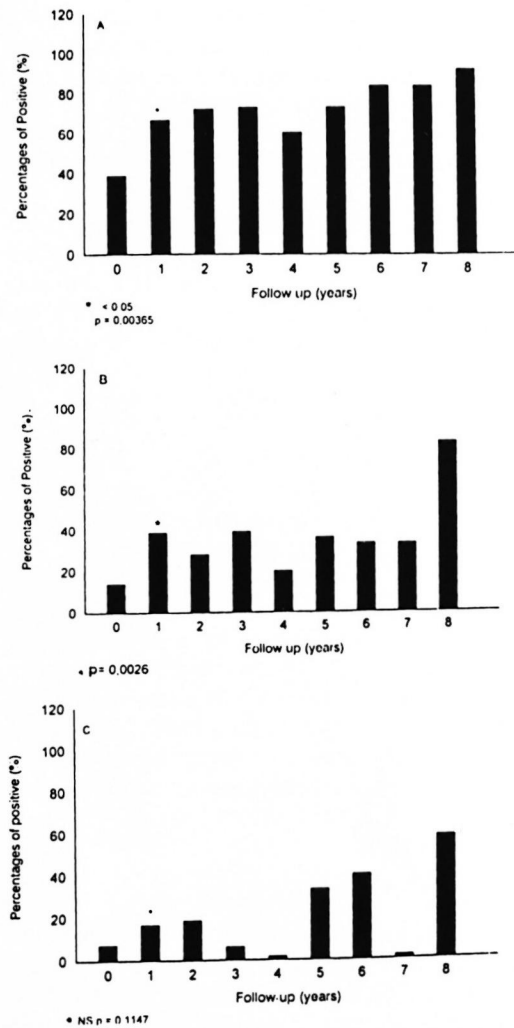 A
120
100
80
60
40
20
0
Percentages of Positive (%)
0 1 2 3 4 5 6 7 8
Follow up (years)
* < 0 05
p = 0.00365
B
120
100
80
60
40
20
0
Percentages of Positive (%).
0 1 2 3 4 5 6 7 8
Follow up (years)
* p= 0.0026
C
120
100
80
60
40
20
0
Percentages of positive (%)
0 1 2 3 4 5 6 7 8
Follow-up (years)
* NS p = 0.1147